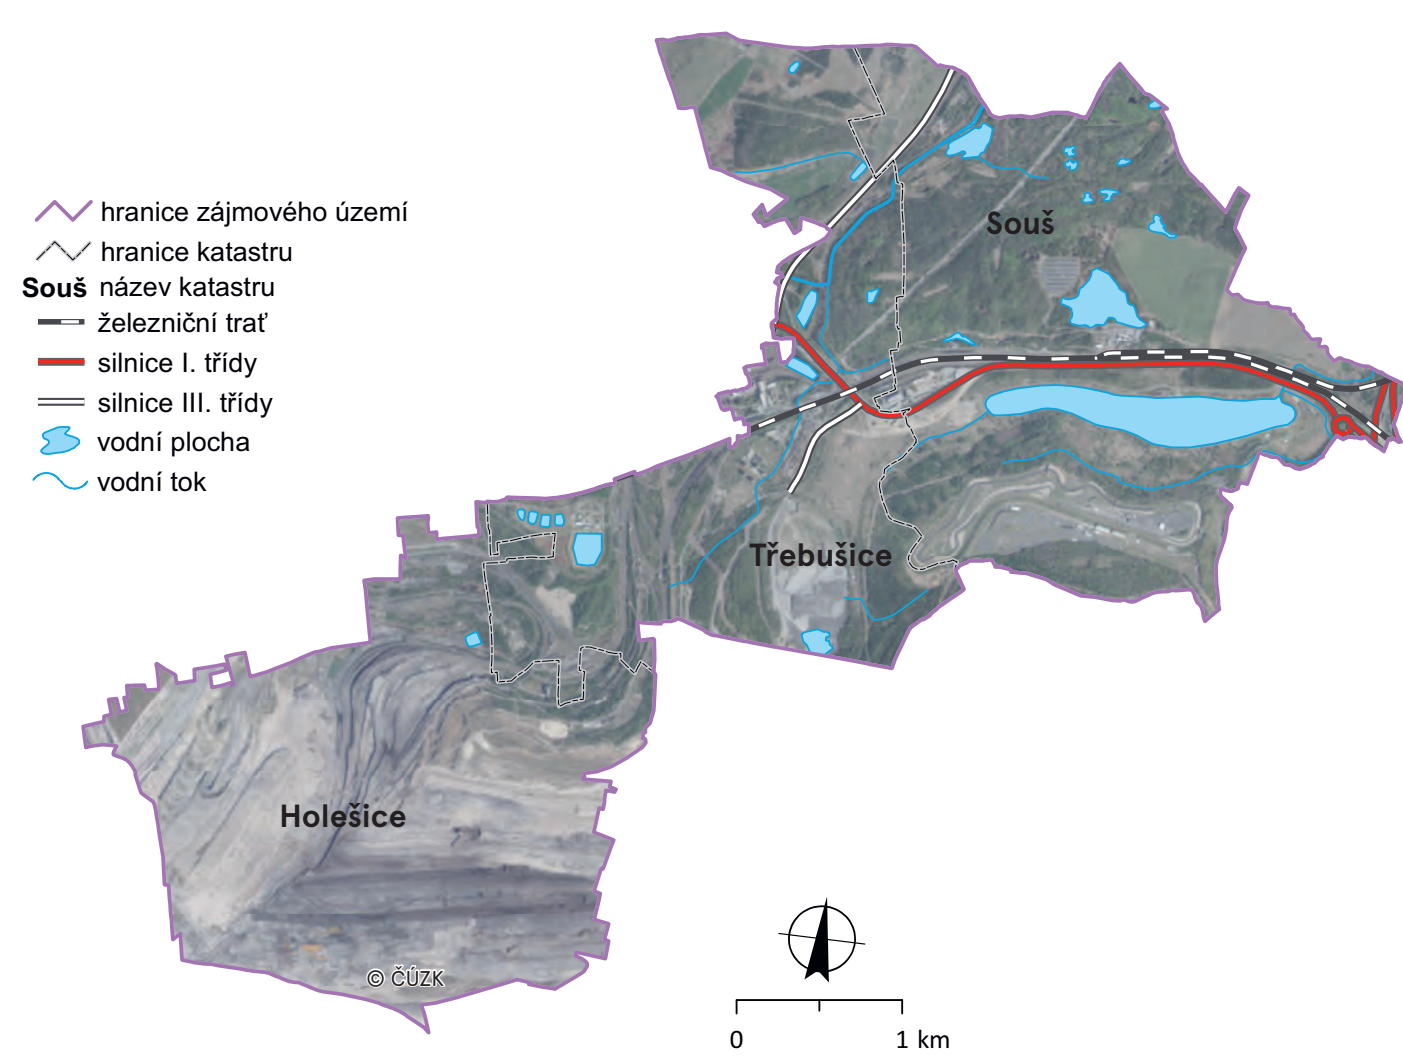 hranice zájmového území
hranice katastru
Souš název katastru
železniční trať
silnice I. třídy
silnice III. třídy
vodní plocha
vodní tok
Souš
Třebušice
Holešice
© ČÚZK
0 1 km